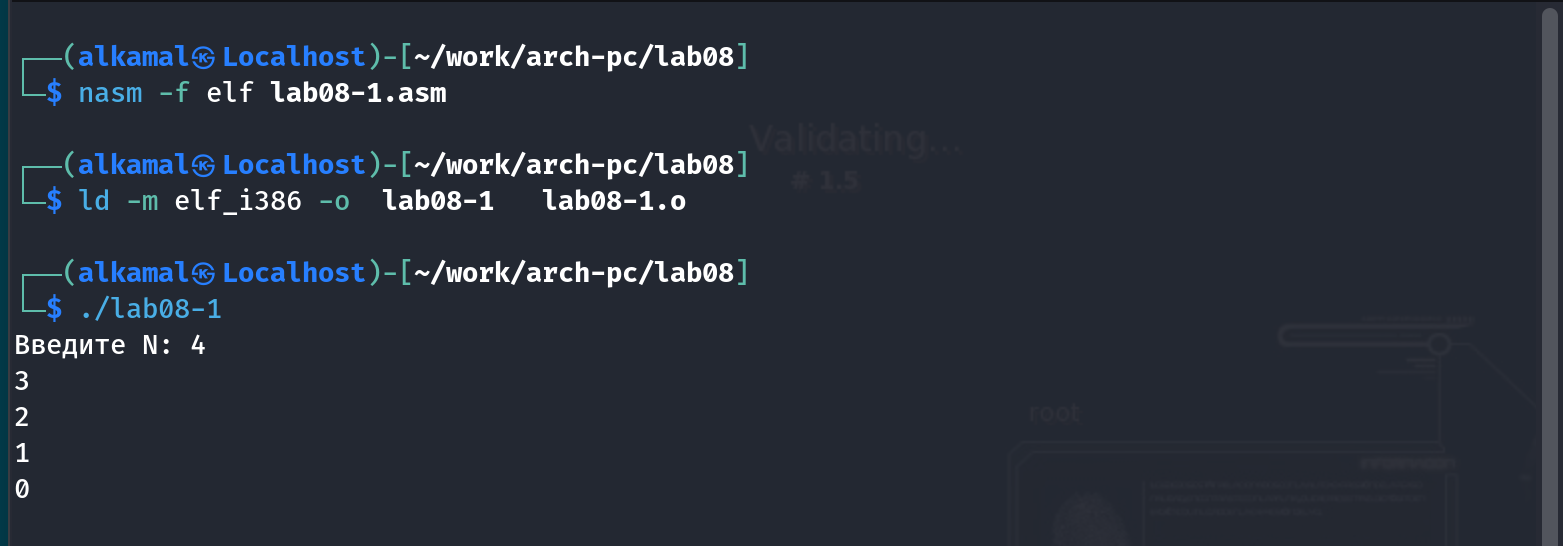 ┌──(alkamal㉿Localhost)-[~/work/arch-pc/lab08]
└─$ nasm -f elf lab08-1.asm
Validating...
┌──(alkamal㉿Localhost)-[~/work/arch-pc/lab08]
# 1.5
└─$ ld -m elf_i386 -o  lab08-1   lab08-1.o
┌──(alkamal㉿Localhost)-[~/work/arch-pc/lab08]
└─$ ./lab08-1
Введите N: 4
3
2
root
1
0